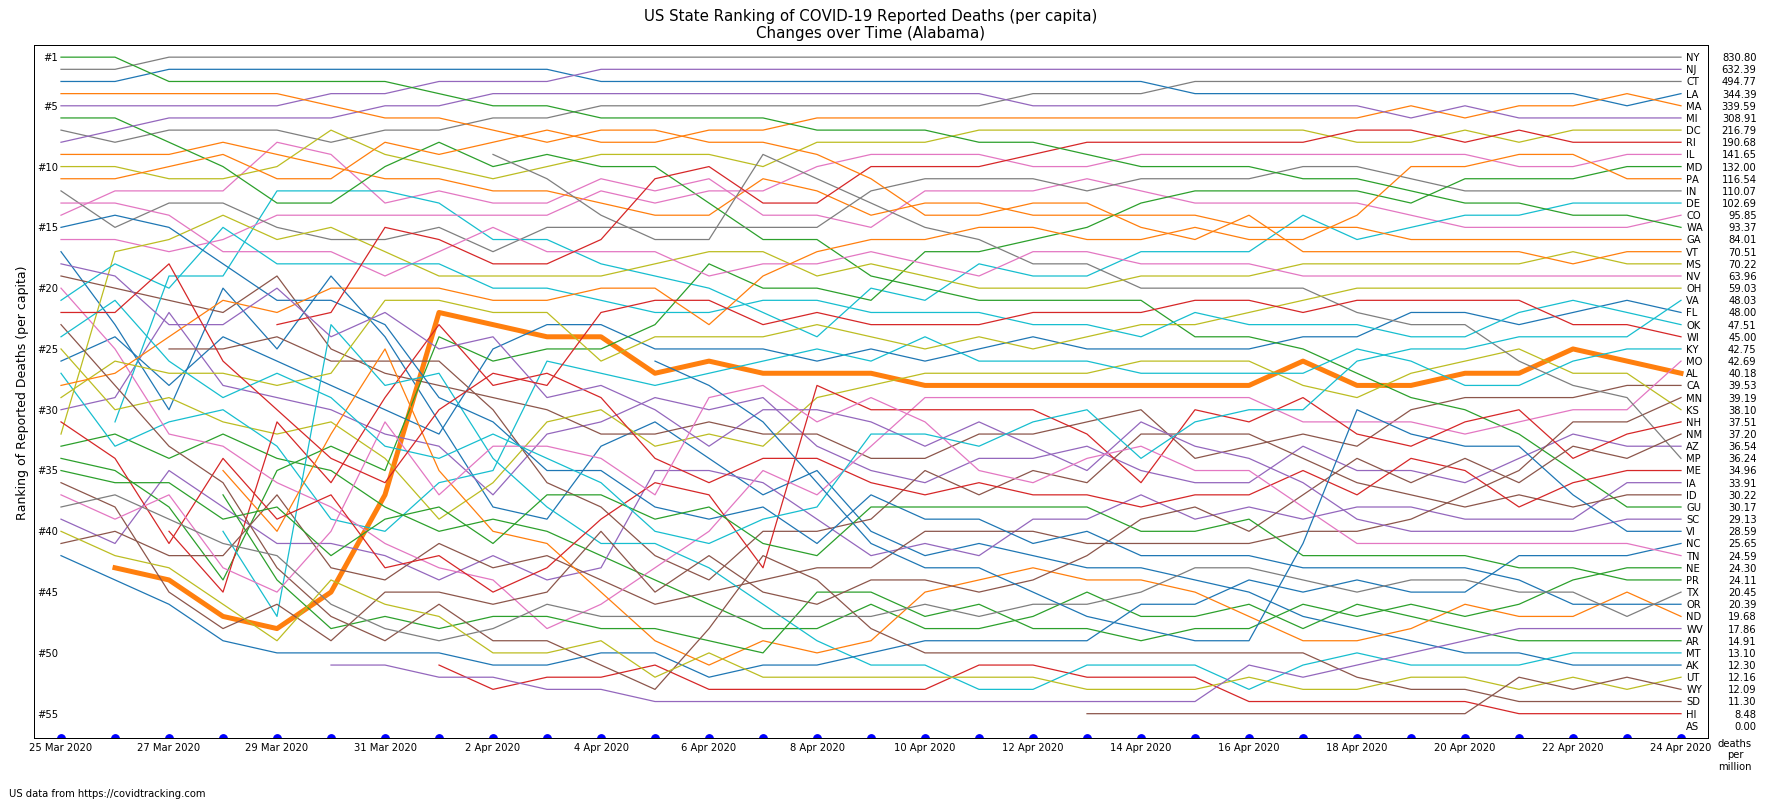 US State Ranking of COVID-19 Reported Deaths (per capita)
Changes over Time (Alabama)
Ranking of Reported Deaths (per capita)
#1
#5
#10
#15
#20
#25
#30
#35
#40
#45
#50
#55
NY 830.80
NJ 632.39
CT 494.77
LA 344.39
MA 339.59
MI 308.91
DC 216.79
RI 190.68
IL 141.65
MD 132.00
PA 116.54
IN 110.07
DE 102.69
CO 95.85
WA 93.37
GA 84.01
VT 70.51
MS 70.22
NV 63.96
OH 59.03
VA 48.03
FL 48.00
OK 47.51
WI 45.00
KY 42.75
MO 42.69
AL 40.18
CA 39.53
MN 39.19
KS 38.10
NH 37.51
NM 37.20
AZ 36.54
MP 36.24
ME 34.96
IA 33.91
ID 30.22
GU 30.17
SC 29.13
VI 28.59
NC 25.65
TN 24.59
NE 24.30
PR 24.11
TX 20.45
OR 20.39
ND 19.68
WV 17.86
AR 14.91
MT 13.10
AK 12.30
UT 12.16
WY 12.09
SD 11.30
HI 8.48
AS 0.00
25 Mar 2020 27 Mar 2020 29 Mar 2020 31 Mar 2020 2 Apr 2020 4 Apr 2020 6 Apr 2020 8 Apr 2020 10 Apr 2020 12 Apr 2020 14 Apr 2020 16 Apr 2020 18 Apr 2020 20 Apr 2020 22 Apr 2020 24 Apr 2020
deaths
per
million
US data from https://covidtracking.com